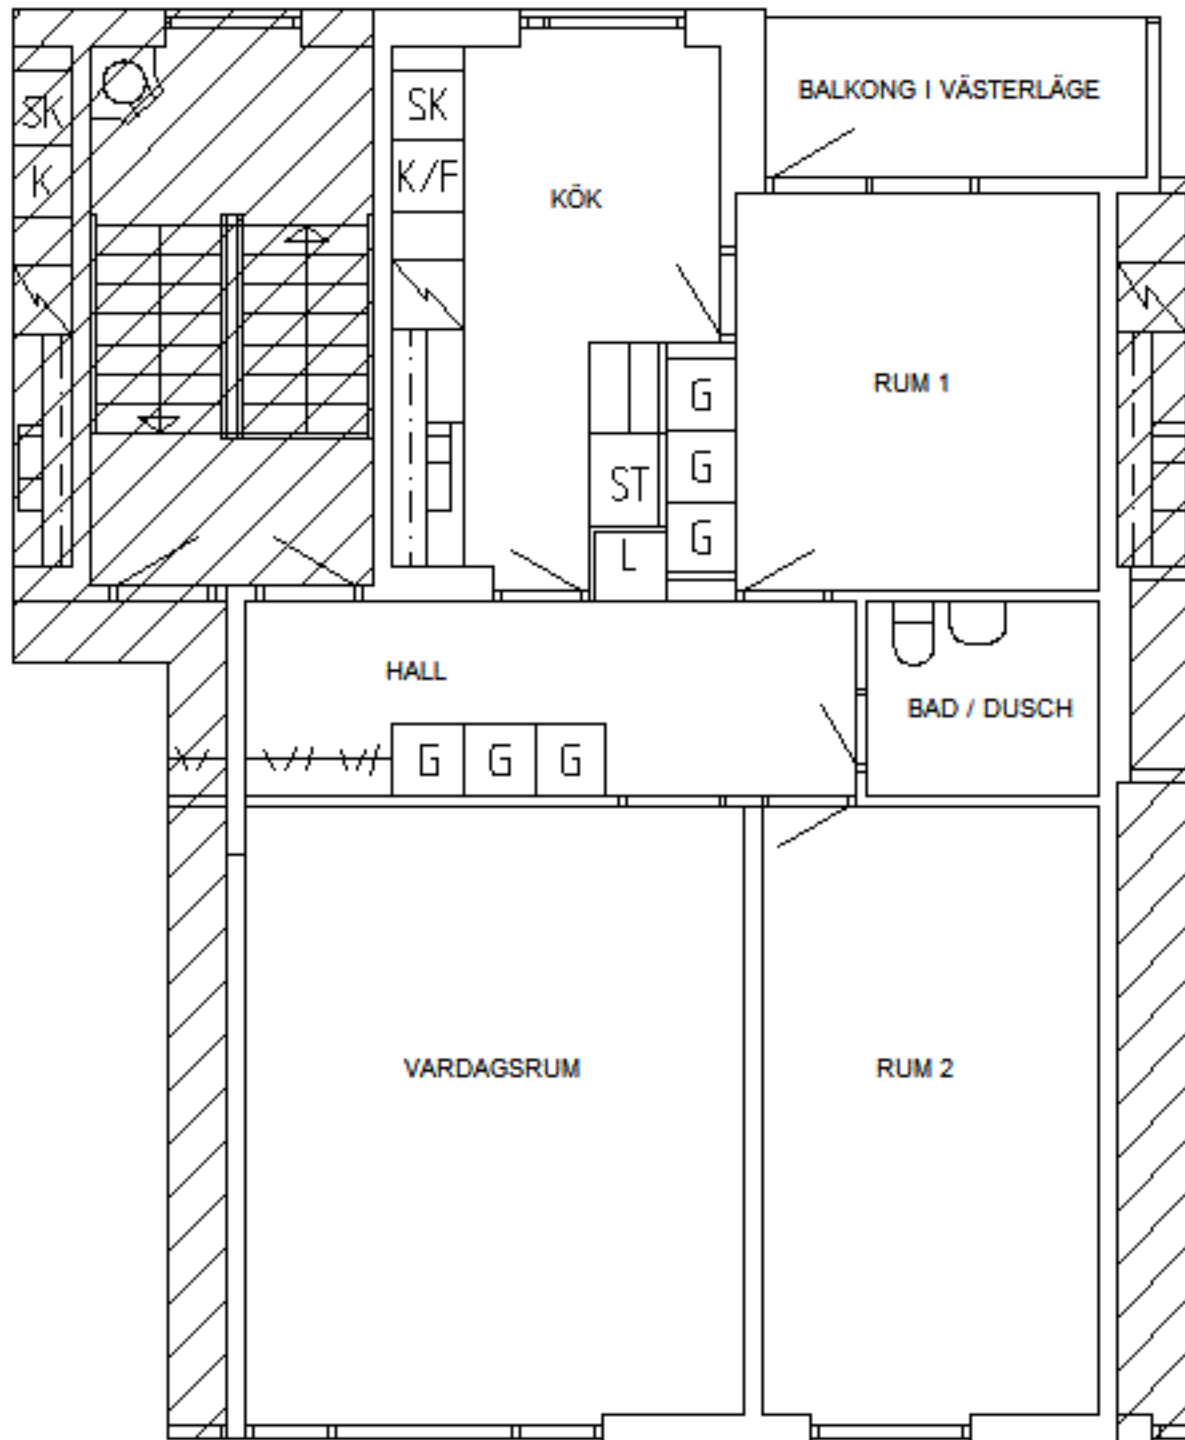 BALKONG I VÄSTERLÄGE
SK
SK
K/F
K
KÖK
RUM 1
G
G
ST
G
L
HALL
BAD / DUSCH
G
G
G
VARDAGSRUM
RUM 2